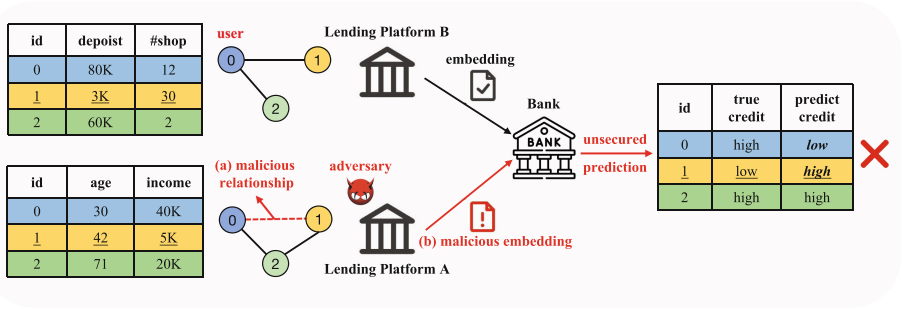 id depoist #shop
0 80K 12
1 3K 30
2 60K 2
user
0 1
2
Lending Platform B
embedding
Bank
BANK
unsecured
prediction
id true credit predict credit
0 high low
1 low high
2 high high
id age income
0 30 40K
1 42 5K
2 71 20K
(a) malicious
relationship
adversary
0 1
2
Lending Platform A
(b) malicious embedding